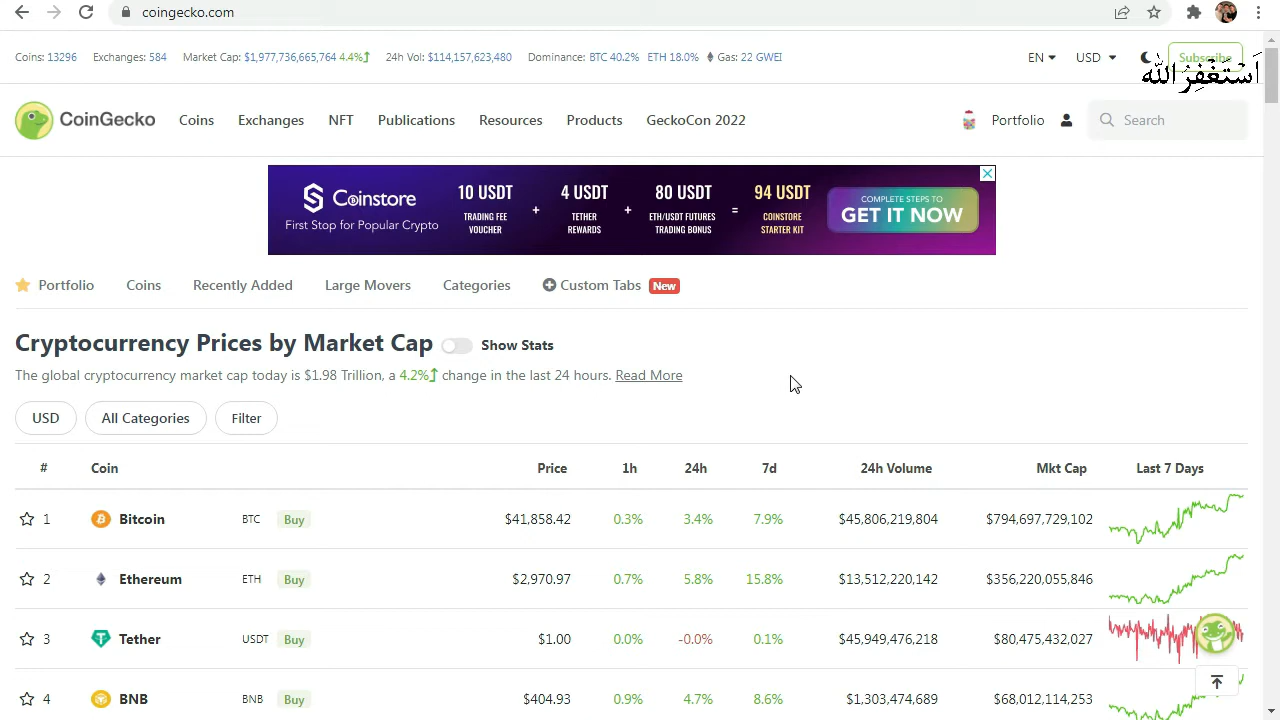 coingecko.com
Coins: 13296 Exchanges: 584 Market Cap: $1,977,736,665,764 4.4% 24h Vol: $114,157,623,480 Dominance: BTC 40.2% ETH 18.0% Gas: 22 GWEI EN USD Subscribe
اَسْتَغْفِرُ اللّٰه
CoinGecko Coins Exchanges NFT Publications Resources Products GeckoCon 2022 Portfolio Search
Coinstore
First Stop for Popular Crypto
10 USDT + 4 USDT + 80 USDT = 94 USDT
TRADING FEE VOUCHER TETHER REWARDS ETH/USDT FUTURES TRADING BONUS COINSTORE STARTER KIT
COMPLETE STEPS TO
GET IT NOW
Portfolio Coins Recently Added Large Movers Categories Custom Tabs New
Cryptocurrency Prices by Market Cap Show Stats
The global cryptocurrency market cap today is $1.98 Trillion, a 4.2% change in the last 24 hours. Read More
USD All Categories Filter
# Coin Price 1h 24h 7d 24h Volume Mkt Cap Last 7 Days
1 Bitcoin BTC Buy $41,858.42 0.3% 3.4% 7.9% $45,806,219,804 $794,697,729,102
2 Ethereum ETH Buy $2,970.97 0.7% 5.8% 15.8% $13,512,220,142 $356,220,055,846
3 Tether USDT Buy $1.00 0.0% -0.0% 0.1% $45,949,476,218 $80,475,432,027
4 BNB BNB Buy $404.93 0.9% 4.7% 8.6% $1,303,474,689 $68,012,114,253